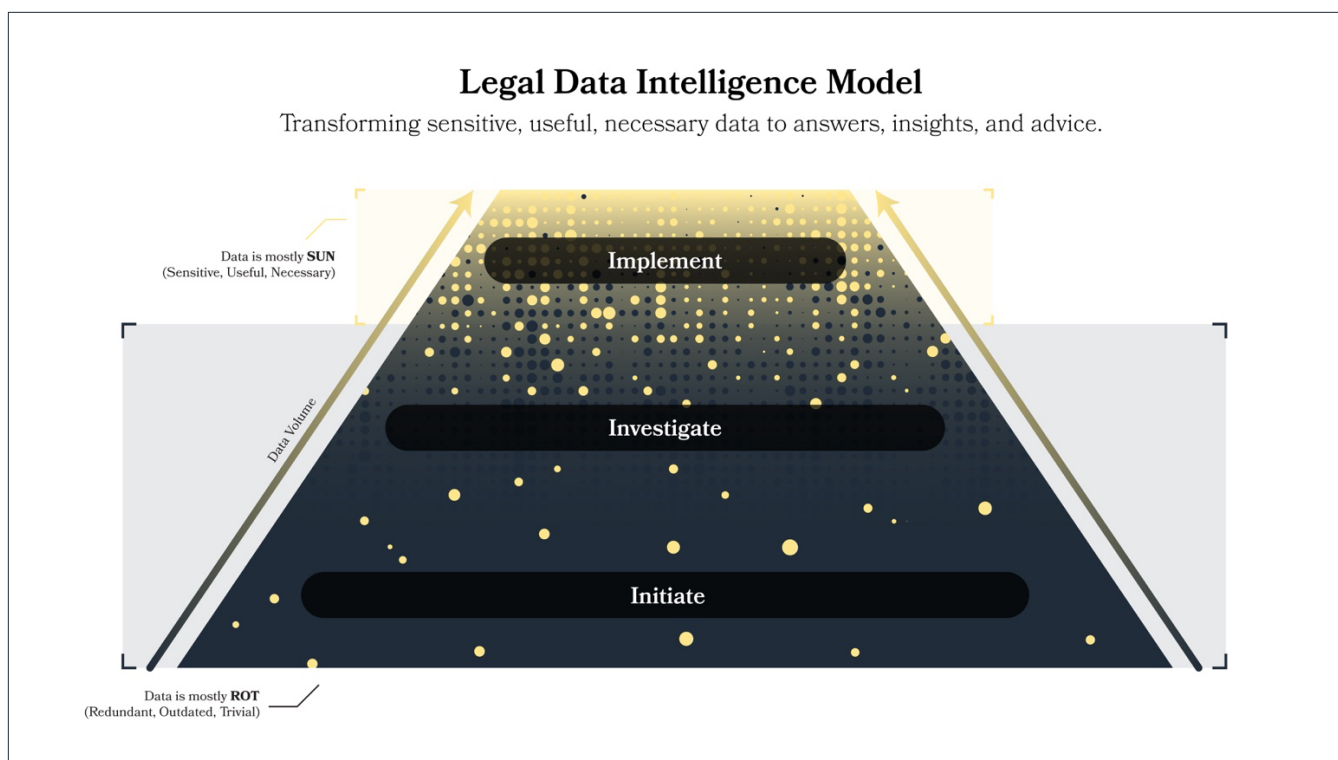 Legal Data Intelligence Model
Transforming sensitive, useful, necessary data to answers, insights, and advice.
Data is mostly SUN
(Sensitive, Useful, Necessary)
Implement
Data Volume
Investigate
Initiate
Data is mostly ROT
(Redundant, Outdated, Trivial)